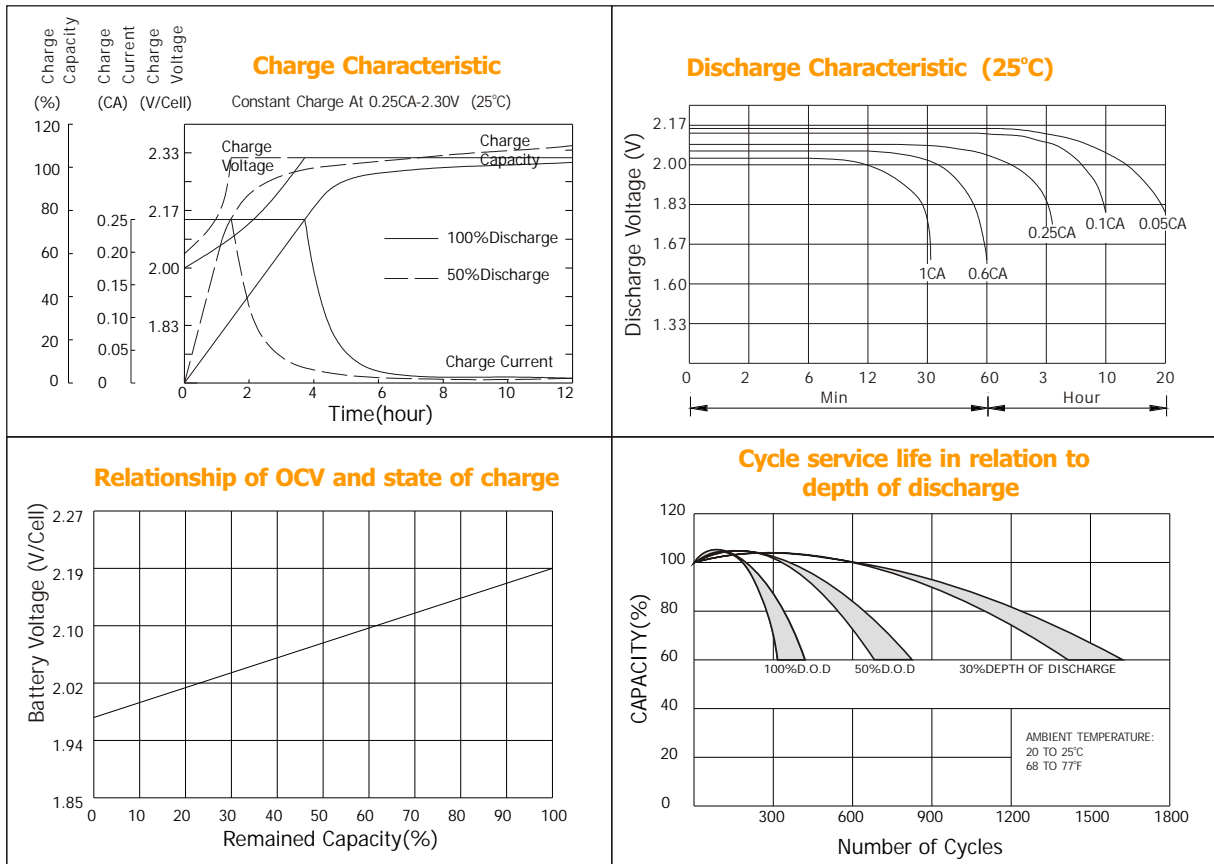 Charge Capacity
Charge Current
Charge Voltage
(%)
(CA)
(V/Cell)
Charge Characteristic
Constant Charge At 0.25CA-2.30V (25°C)
120
100
80
60
40
20
0
0.25
0.20
0.15
0.10
0.05
0
2.33
2.17
2.00
1.83
Charge Voltage
Charge Capacity
100%Discharge
50%Discharge
Charge Current
0 2 4 6 8 10 12
Time(hour)
Discharge Characteristic (25°C)
Discharge Voltage (V)
2.17
2.00
1.83
1.67
1.60
1.33
1CA
0.6CA
0.25CA
0.1CA
0.05CA
0 2 6 12 30 60 3 10 20
Min
Hour
Relationship of OCV and state of charge
Battery Voltage (V/Cell)
2.27
2.19
2.10
2.02
1.94
1.85
0 10 20 30 40 50 60 70 80 90 100
Remained Capacity(%)
Cycle service life in relation to
depth of discharge
CAPACITY(%)
120
100
80
60
40
20
0
100%D.O.D
50%D.O.D
30%DEPTH OF DISCHARGE
AMBIENT TEMPERATURE:
20 TO 25°C
68 TO 77°F
300 600 900 1200 1500 1800
Number of Cycles